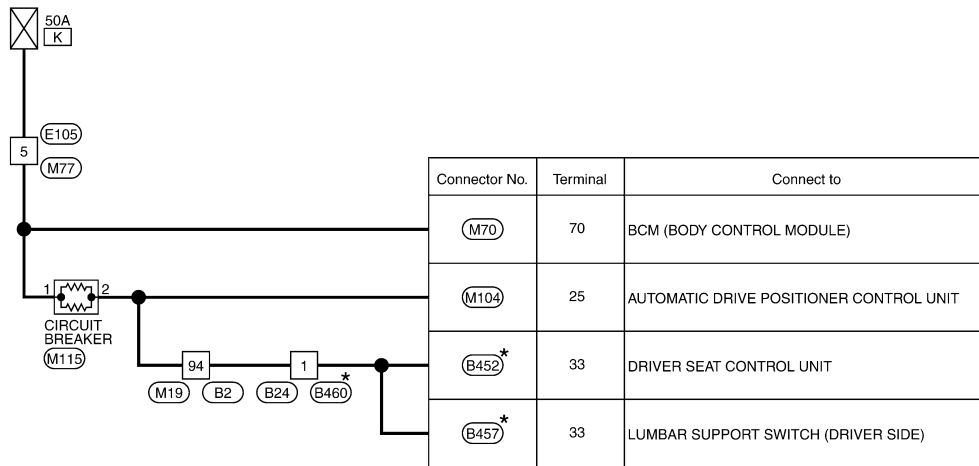 50A
K
E105
5
M77
Connector No. Terminal Connect to
M70 70 BCM (BODY CONTROL MODULE)
1 2
M104 25 AUTOMATIC DRIVE POSITIONER CONTROL UNIT
CIRCUIT
BREAKER
M115
94 1
B452* 33 DRIVER SEAT CONTROL UNIT
M19 B2 B24 B460*
B457* 33 LUMBAR SUPPORT SWITCH (DRIVER SIDE)